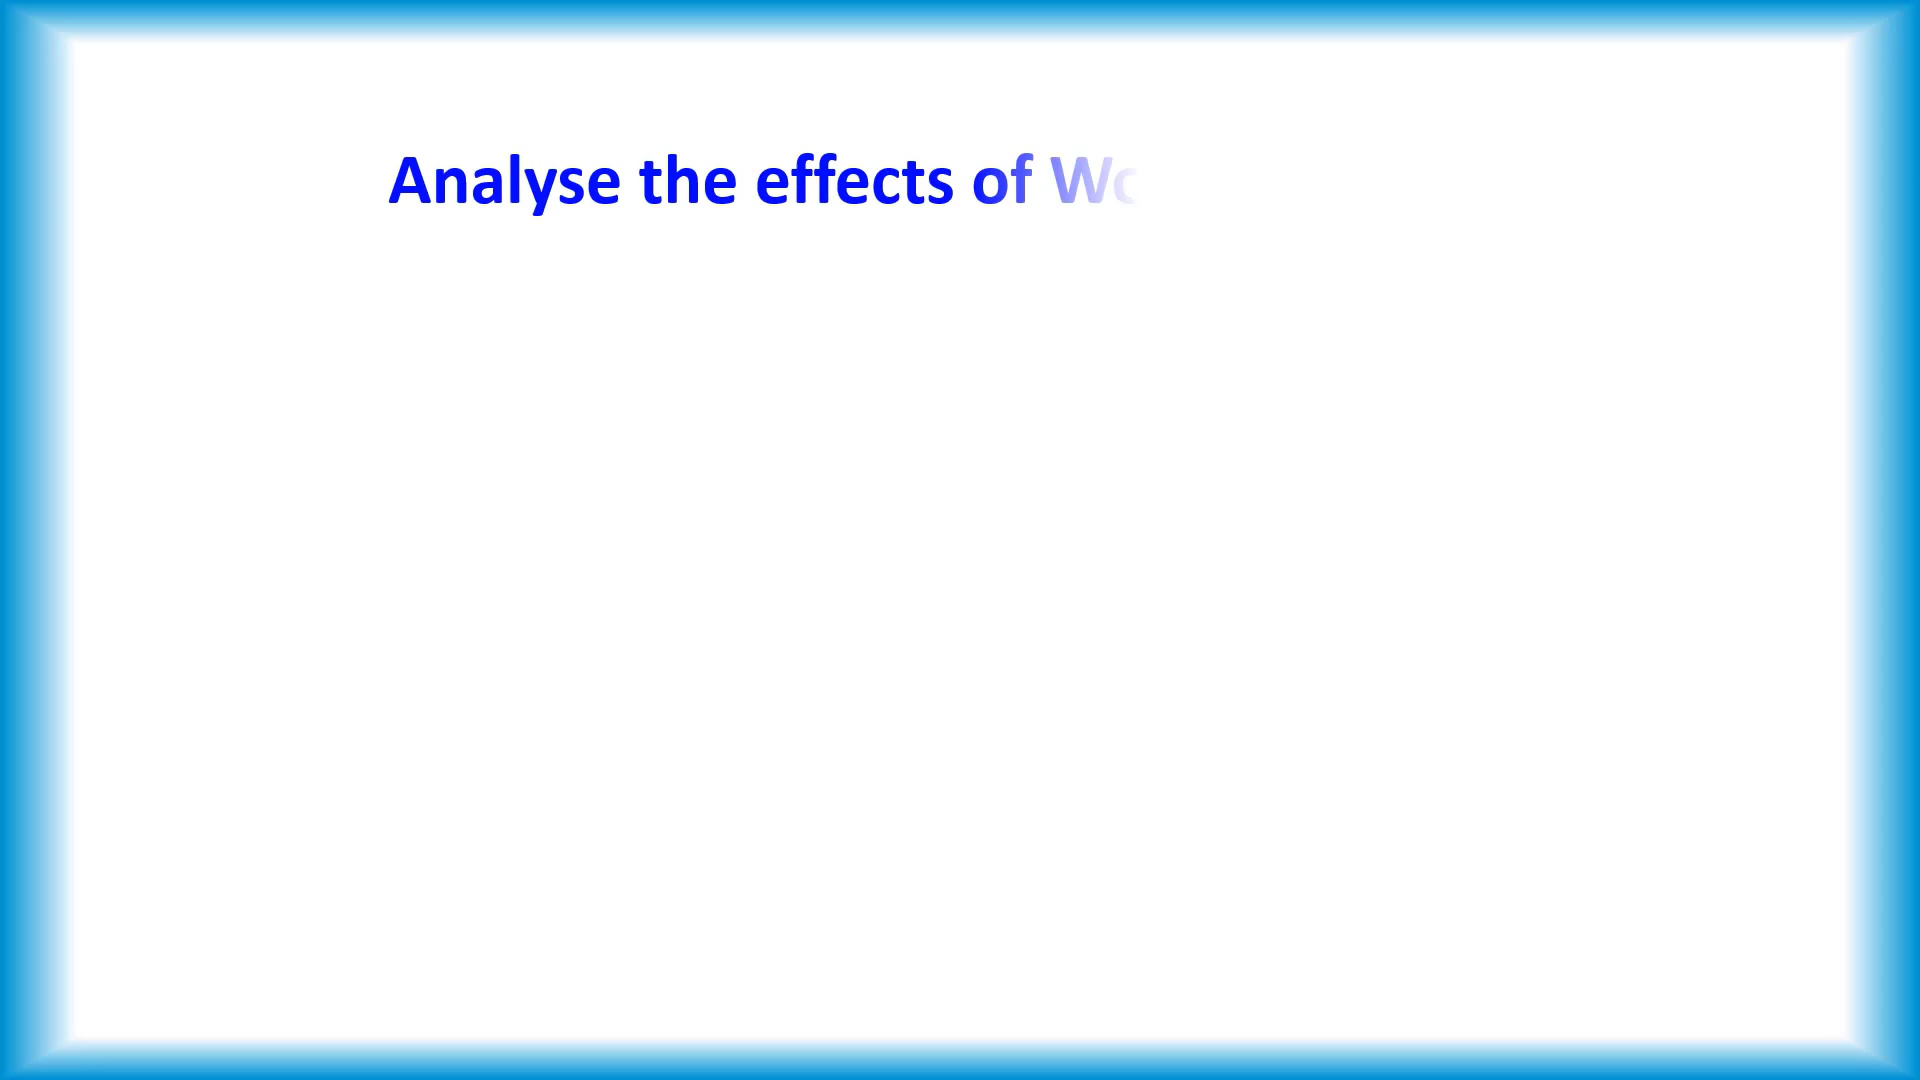 Analyse the effects of